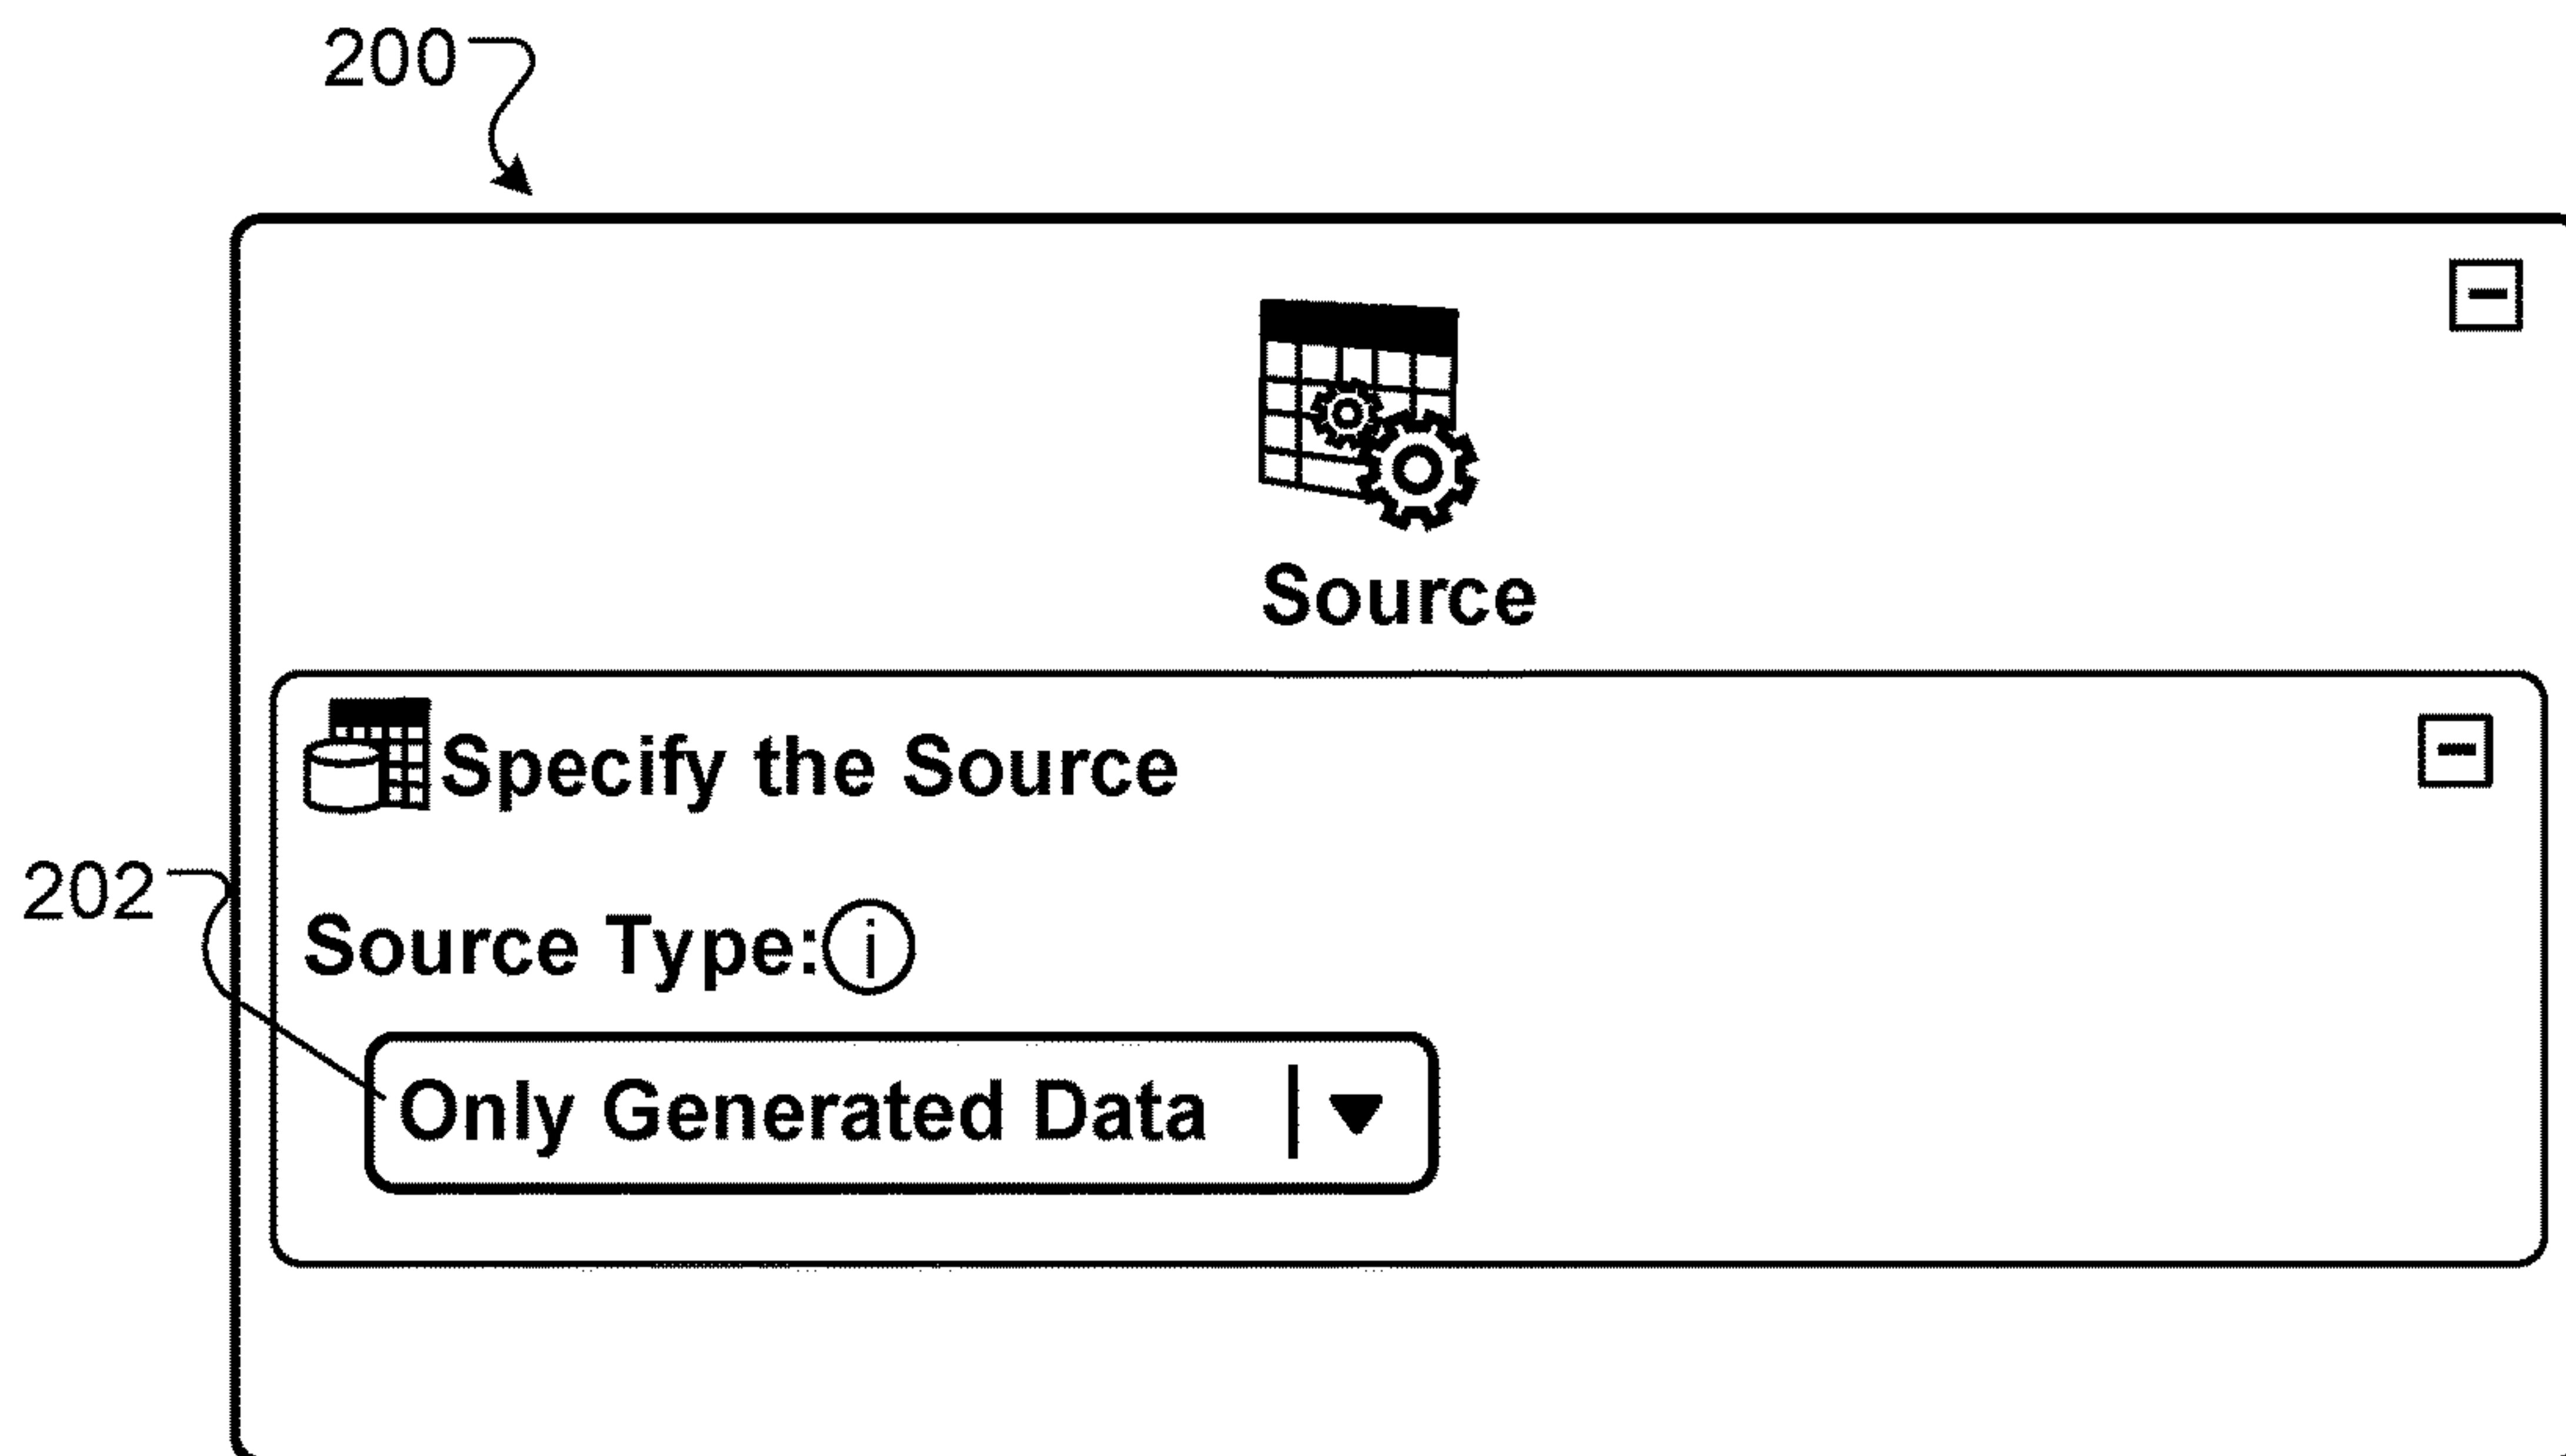 200
Source
Specify the Source
202
Source Type: i
Only Generated Data